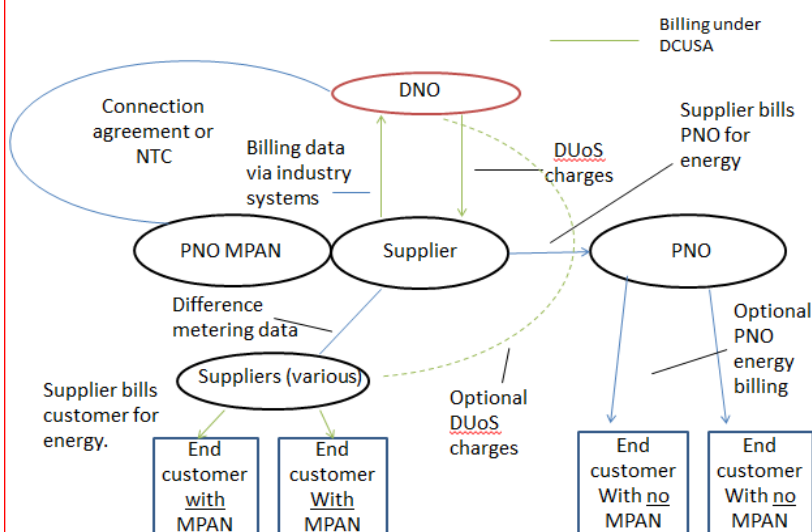 Billing under
DCUSA
DNO
Connection
agreement or
NTC
Billing data
via industry
systems
DUoS
charges
Supplier bills
PNO for
energy
PNO MPAN
Supplier
PNO
Difference
metering data
Optional
PNO
energy
billing
Suppliers (various)
Supplier bills
customer for
energy.
Optional
DUoS
charges
End
customer
with
MPAN
End
customer
With
MPAN
End
customer
With no
MPAN
End
customer
With no
MPAN